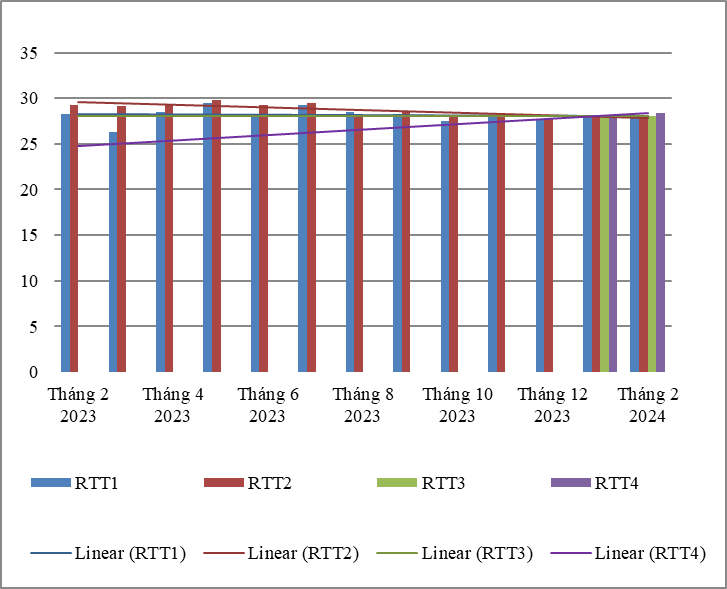 35
30
25
20
15
10
5
0
Tháng 2 Tháng 4 Tháng 6 Tháng 8 Tháng 10 Tháng 12 Tháng 2
2023 2023 2023 2023 2023 2023 2024
RTT1 RTT2 RTT3 RTT4
Linear (RTT1) Linear (RTT2) Linear (RTT3) Linear (RTT4)